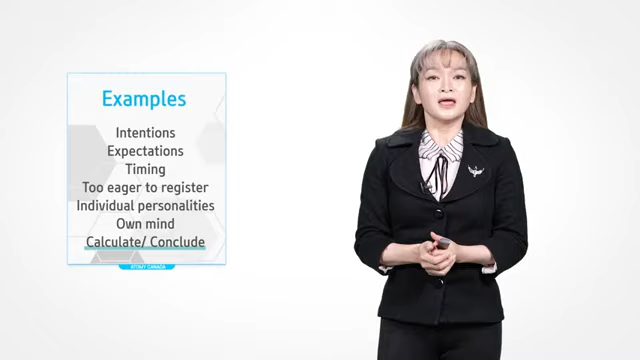 Examples
Intentions
Expectations
Timing
Too eager to register
Individual personalities
Own mind
Calculate/ Conclude
ATOMY CANADA